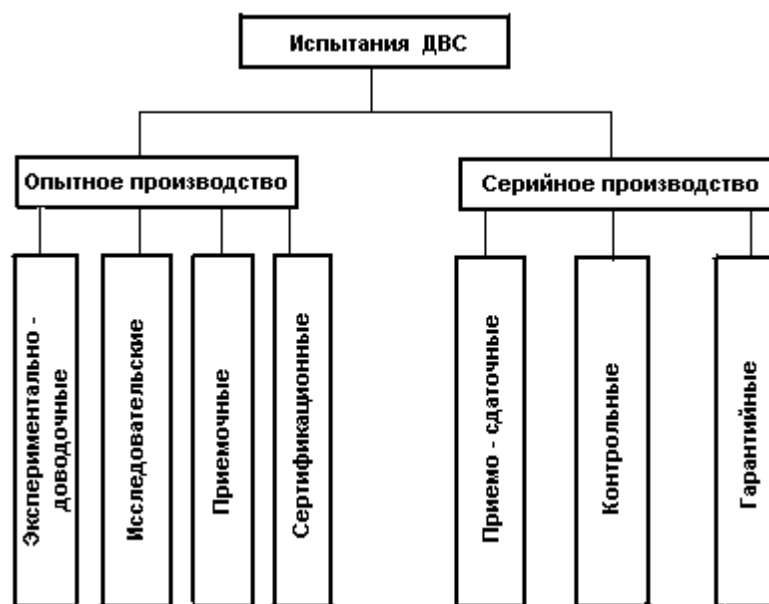 Испытания ДВС
Опытное производство
Серийное производство
Экспериментально -
доводочные
Исследовательские
Приемочные
Сертификационные
Приемо - сдаточные
Контрольные
Гарантийные